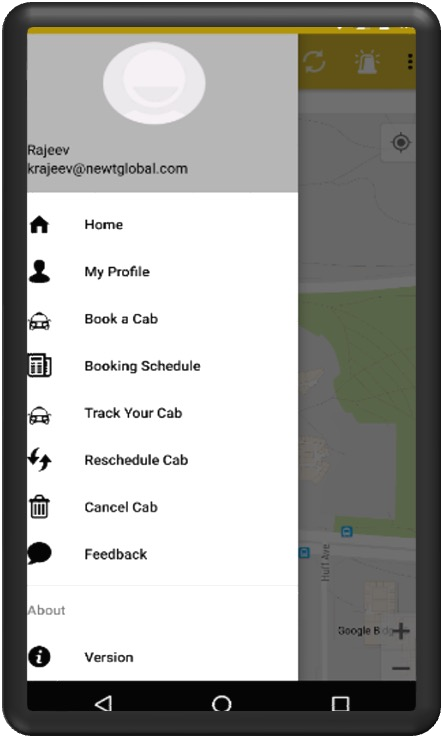 Rajeev
krajeev@newtglobal.com
Home
My Profile
Book a Cab
Booking Schedule
Track Your Cab
Reschedule Cab
Cancel Cab
Feedback
About
Version
Huff Ave
Google